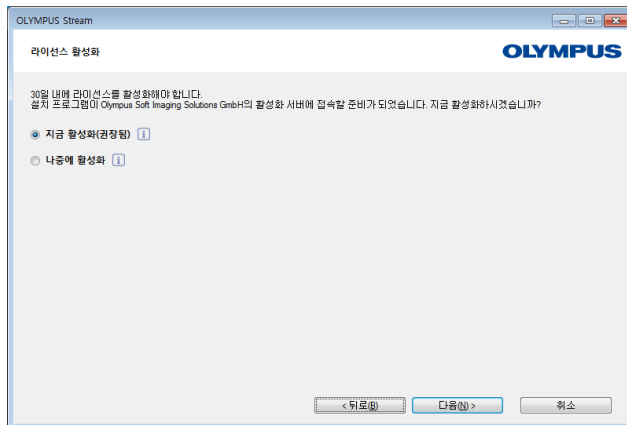 OLYMPUS Stream
라이선스 활성화
OLYMPUS
30일 내에 라이선스를 활성화해야 합니다.
설치 프로그램이 Olympus Soft Imaging Solutions GmbH의 활성화 서버에 접속할 준비가 되었습니다. 지금 활성화하시겠습니까?
지금 활성화(권장됨) i
나중에 활성화 i
< 뒤로(B) 다음(N) > 취소